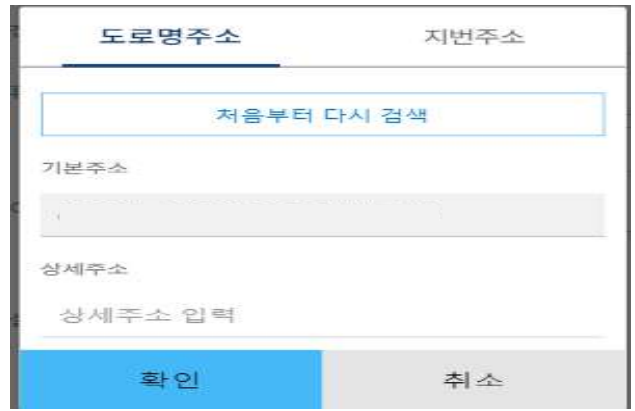 도로명주소 지번주소
처음부터 다시 검색
기본주소
상세주소
상세주소 입력
확인 취소